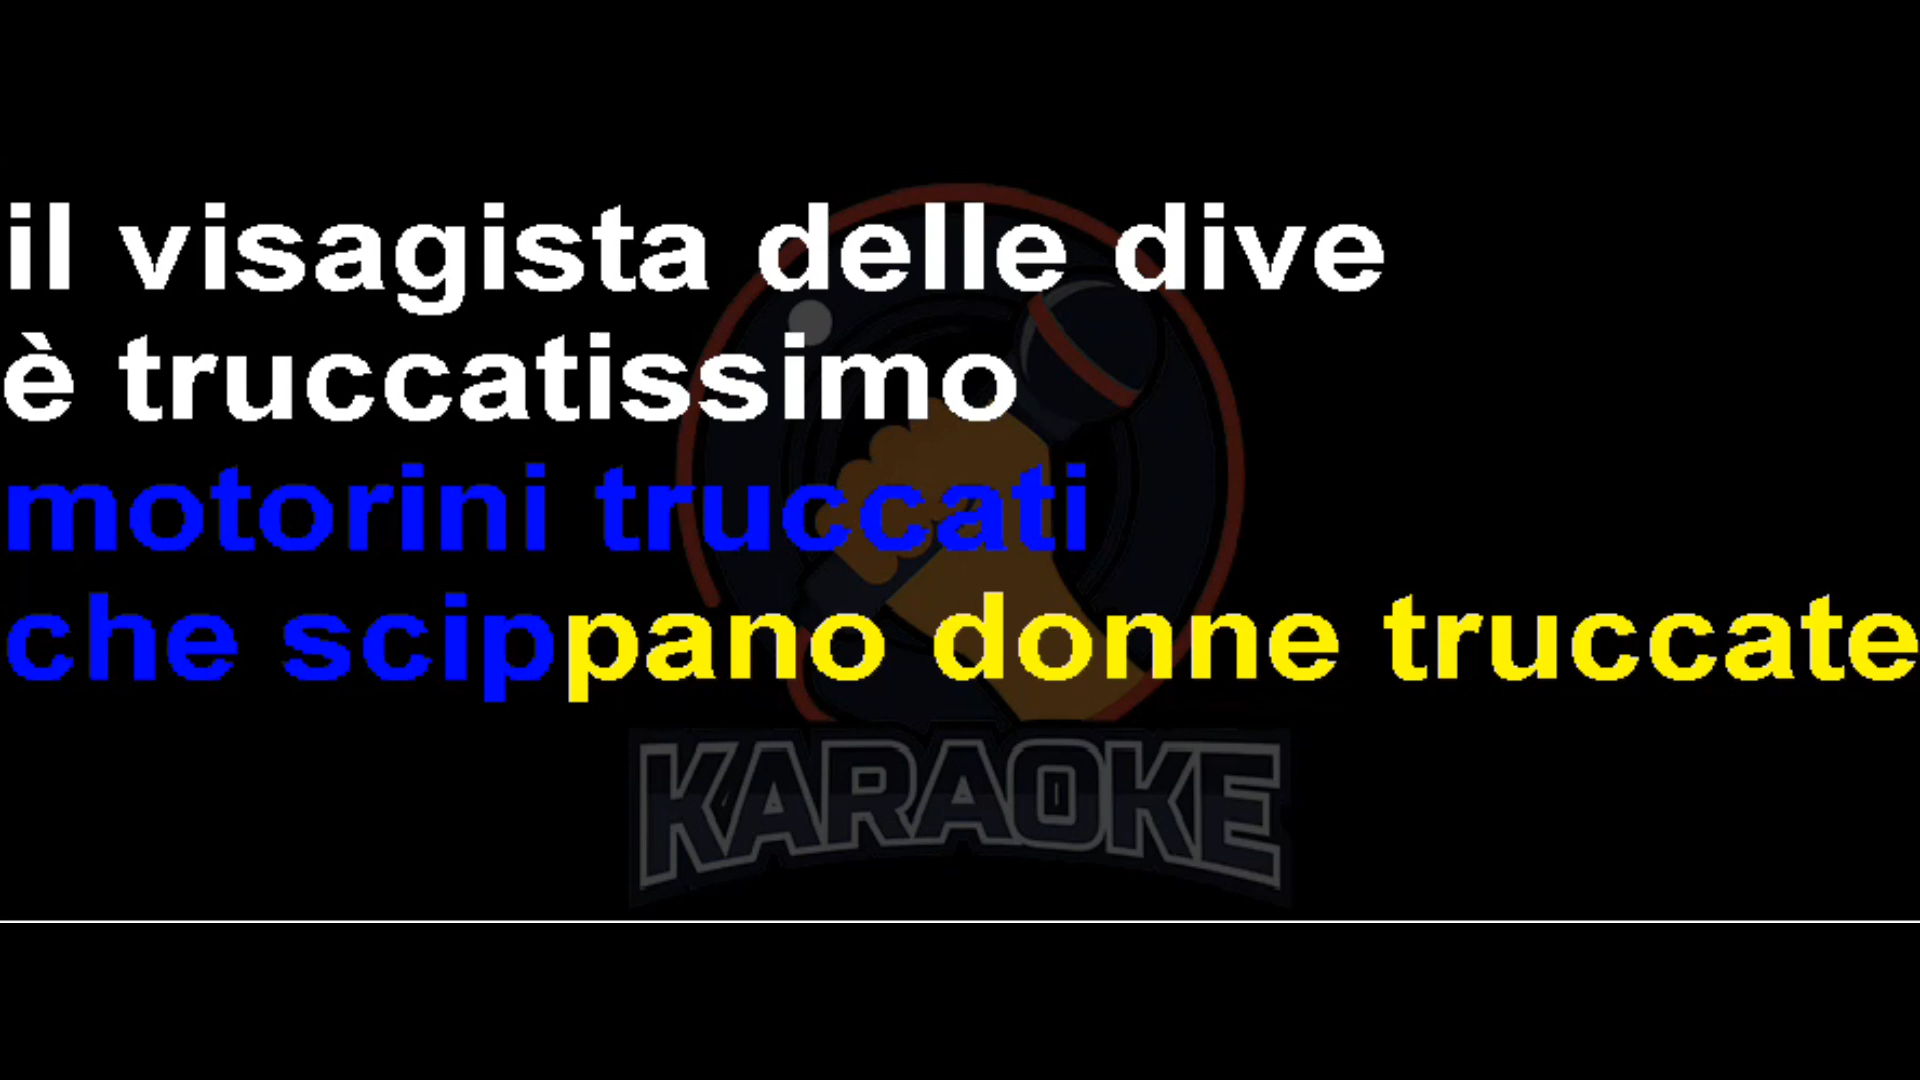 il visagista delle dive
è truccatissimo
motorini truccati
che scippano donne truccate
KARAOKE